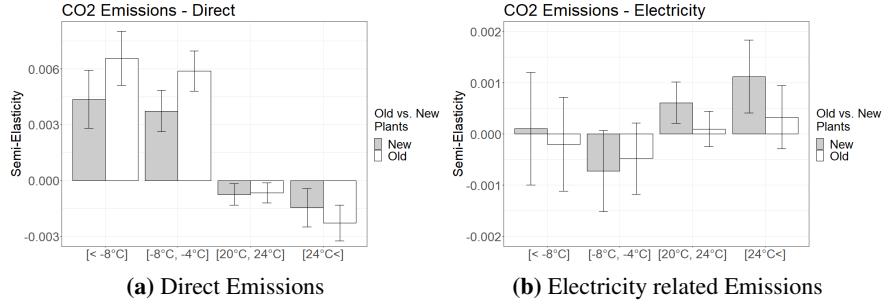 CO2 Emissions - Direct
Semi-Elasticity
0.006
0.003
0.000
-0.003
[< -8°C]
[-8°C, -4°C]
[20°C, 24°C]
[24°C<]
Old vs. New
Plants
New
Old
(a) Direct Emissions
CO2 Emissions - Electricity
Semi-Elasticity
0.002
0.001
0.000
-0.001
-0.002
[< -8°C]
[-8°C, -4°C]
[20°C, 24°C]
[24°C<]
Old vs. New
Plants
New
Old
(b) Electricity related Emissions